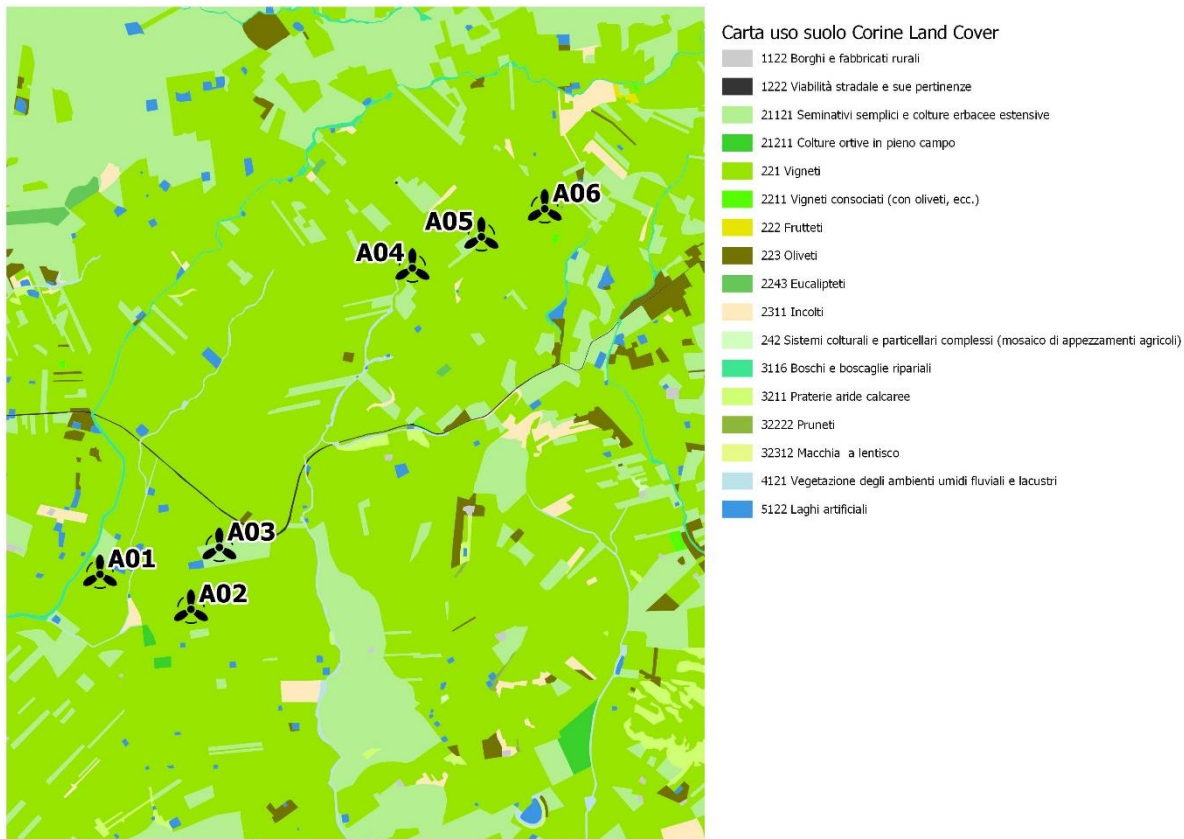 Carta uso suolo Corine Land Cover
1122 Borghi e fabbricati rurali
1222 Viabilità stradale e sue pertinenze
21121 Seminativi semplici e colture erbacee estensive
21211 Colture ortive in pieno campo
221 Vigneti
2211 Vigneti consociati (con oliveti, ecc.)
222 Frutteti
223 Oliveti
2243 Eucalipteti
2311 Incolti
242 Sistemi colturali e particellari complessi (mosaico di appezzamenti agricoli)
3116 Boschi e boscaglie ripariali
3211 Praterie aride calcaree
32222 Pruneti
32312 Macchia a lentisco
4121 Vegetazione degli ambienti umidi fluviali e lacustri
5122 Laghi artificiali
A06
A05
A04
A03
A01
A02